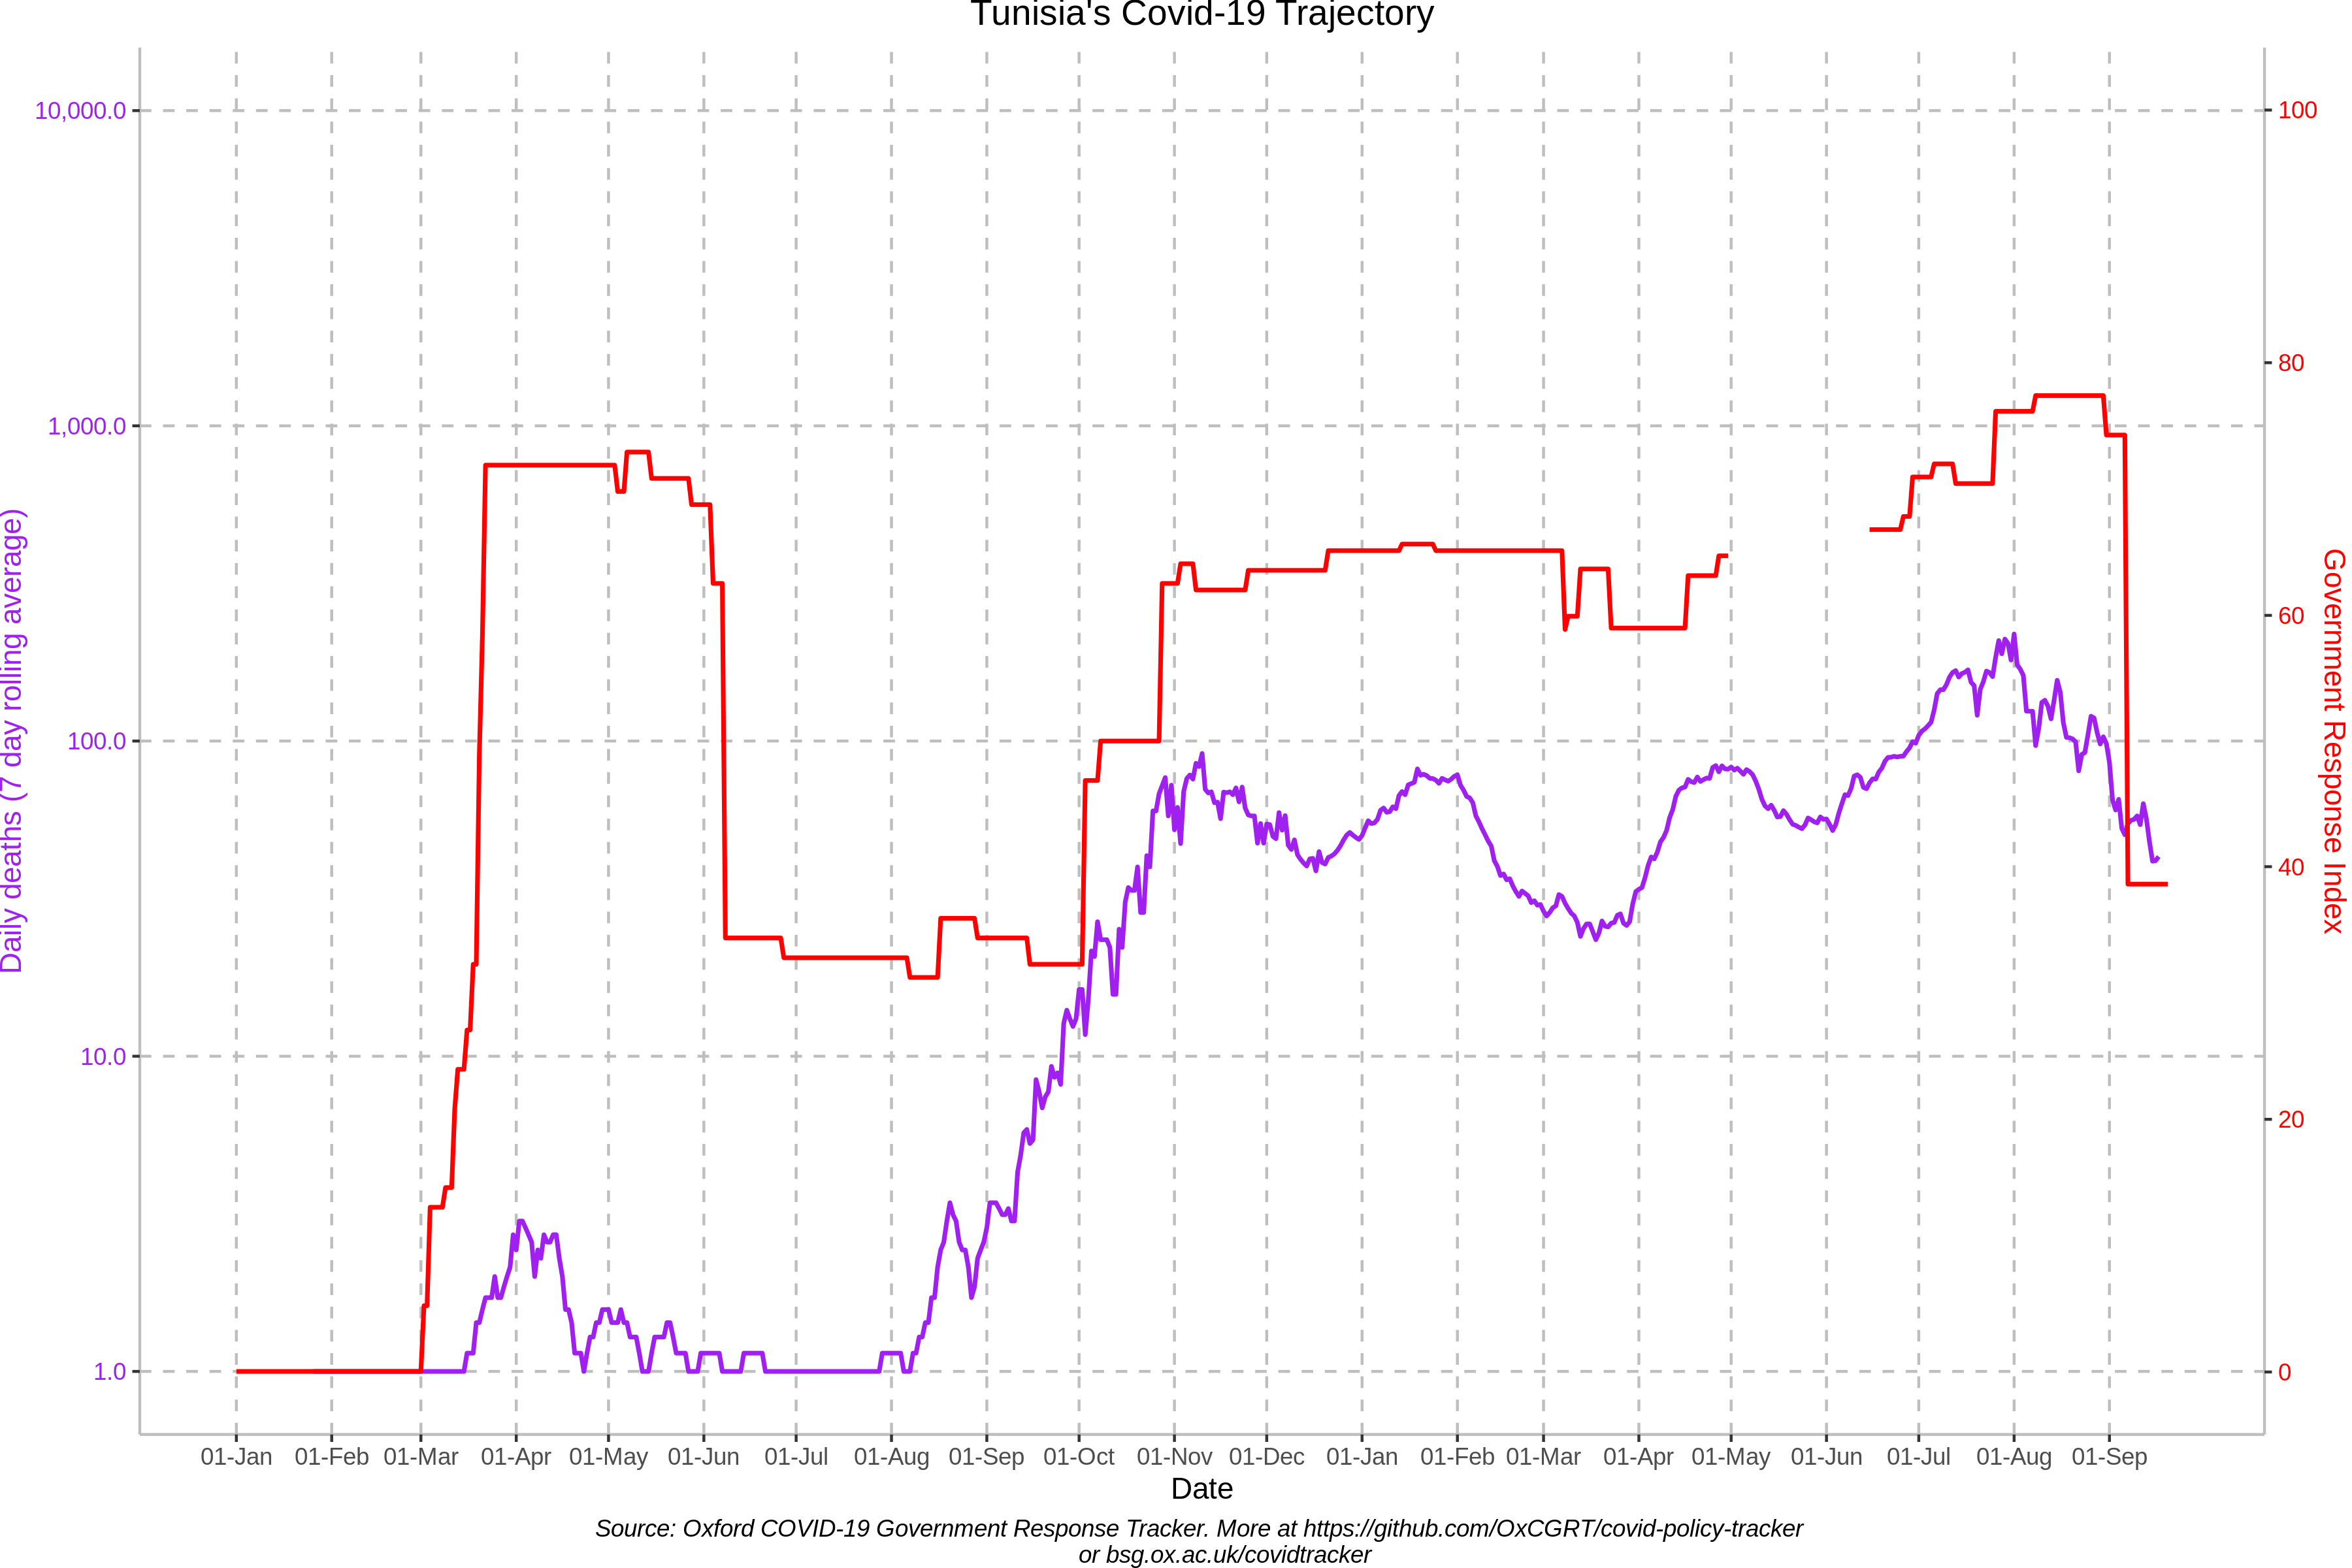 Tunisia's Covid-19 Trajectory
10,000.0
1,000.0
100.0
10.0
1.0
Daily deaths (7 day rolling average)
100
80
60
40
20
0
Government Response Index
01-Jan 01-Feb 01-Mar 01-Apr 01-May 01-Jun 01-Jul 01-Aug 01-Sep 01-Oct 01-Nov 01-Dec 01-Jan 01-Feb 01-Mar 01-Apr 01-May 01-Jun 01-Jul 01-Aug 01-Sep
Date
Source: Oxford COVID-19 Government Response Tracker. More at https://github.com/OxCGRT/covid-policy-tracker
or bsg.ox.ac.uk/covidtracker